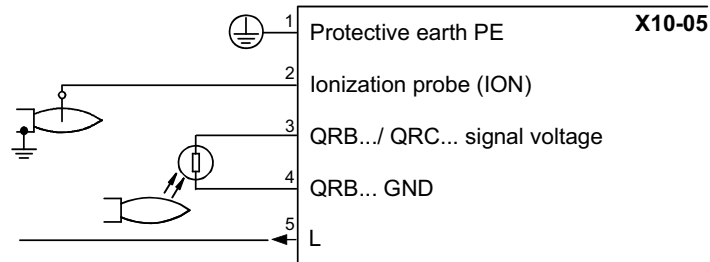 X10-05
1 Protective earth PE
2 Ionization probe (ION)
3 QRB.../ QRC... signal voltage
4 QRB... GND
5 L